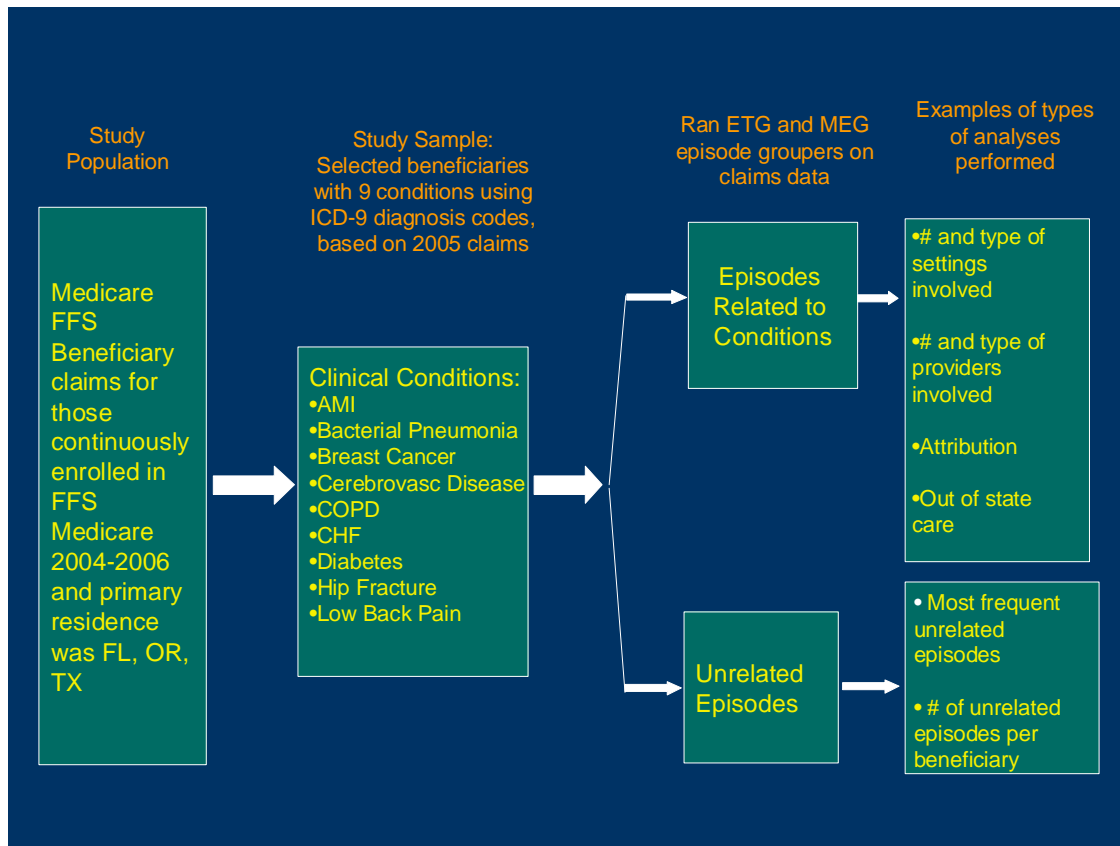 Study
Population
Medicare
FFS
Beneficiary
claims for
those
continuously
enrolled in
FFS
Medicare
2004-2006
and primary
residence
was FL, OR,
TX
Study Sample:
Selected beneficiaries
with 9 conditions using
ICD-9 diagnosis codes,
based on 2005 claims
Clinical Conditions:
•AMI
•Bacterial Pneumonia
•Breast Cancer
•Cerebrovasc Disease
•COPD
•CHF
•Diabetes
•Hip Fracture
•Low Back Pain
Ran ETG and MEG
episode groupers on
claims data
Episodes
Related to
Conditions
Unrelated
Episodes
Examples of types
of analyses
performed
•# and type of
settings
involved
•# and type of
providers
involved
•Attribution
•Out of state
care
• Most frequent
unrelated
episodes
• # of unrelated
episodes per
beneficiary